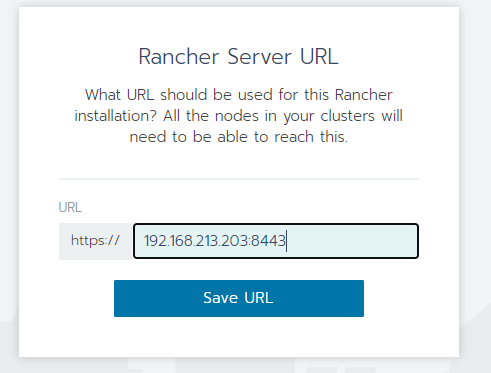 Rancher Server URL
What URL should be used for this Rancher
installation? All the nodes in your clusters will
need to be able to reach this.
URL
https:// 192.168.213.203:8443
Save URL